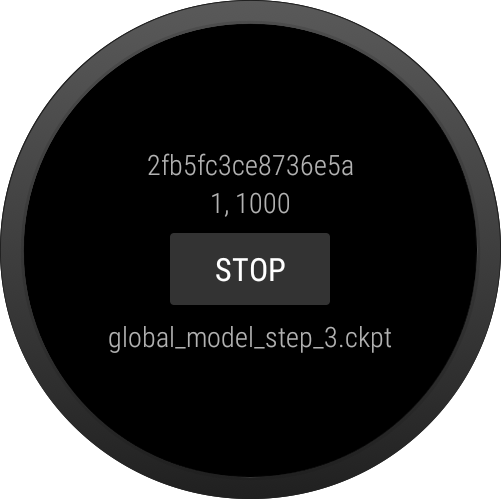 2fb5fc3ce8736e5a
1, 1000
STOP
global_model_step_3.ckpt